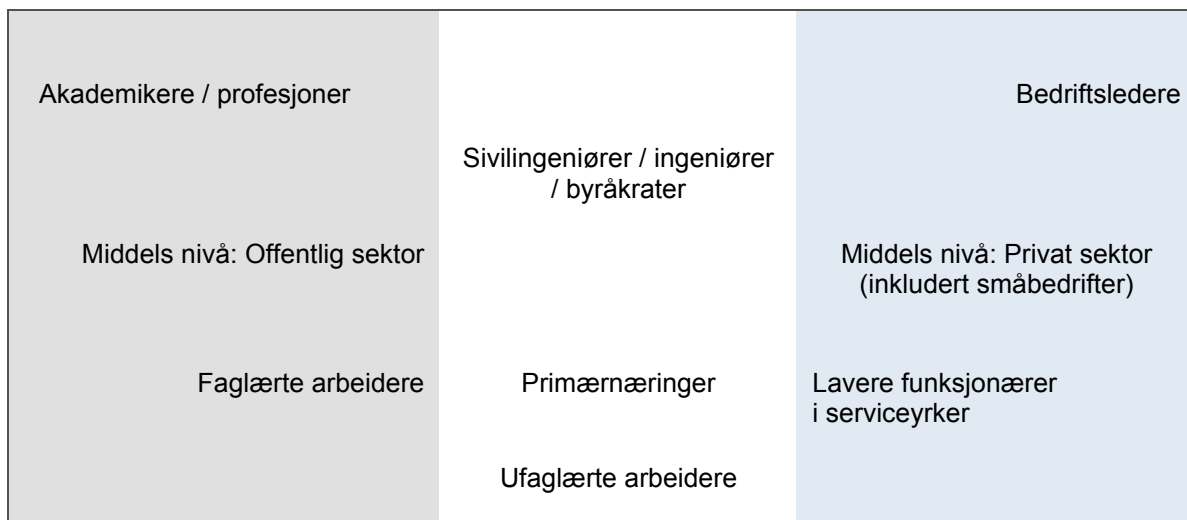 Akademikere / profesjoner
Bedriftsledere
Sivilingeniører / ingeniører
/ byråkrater
Middels nivå: Offentlig sektor
Middels nivå: Privat sektor
(inkludert småbedrifter)
Faglærte arbeidere
Primærnæringer
Lavere funksjonærer
i serviceyrker
Ufaglærte arbeidere